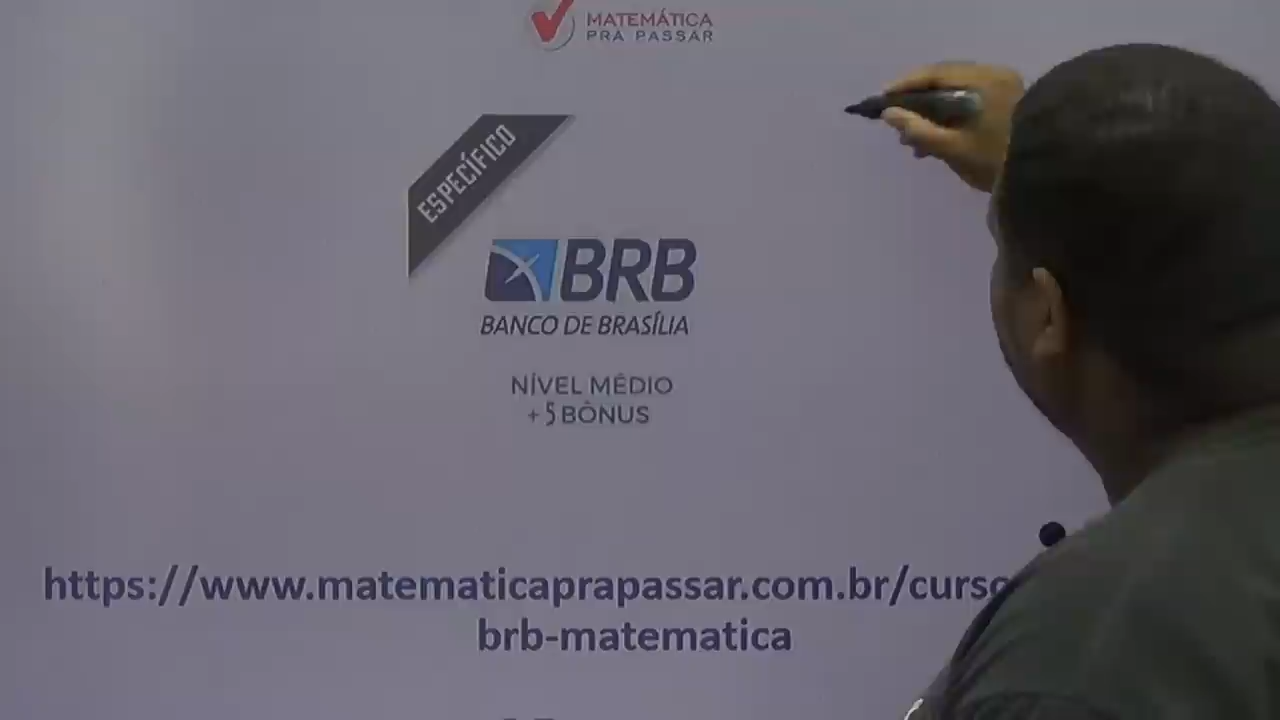 MATEMÁTICA
PRA PASSAR
ESPECÍFICO
BRB
BANCO DE BRASÍLIA
NÍVEL MÉDIO
+5 BÔNUS
https://www.matematicaprapassar.com.br/curso
brb-matematica